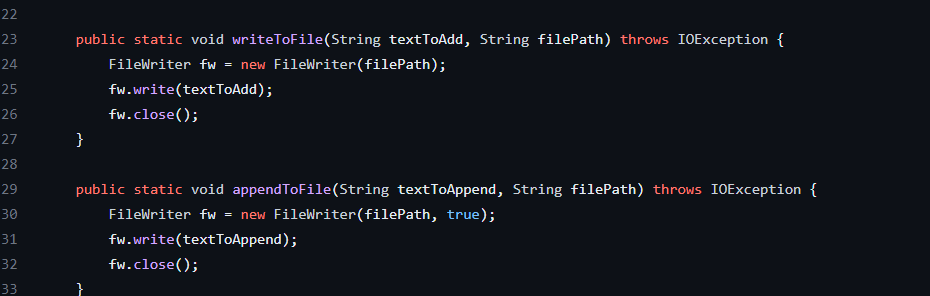 22
23 public static void writeToFile(String textToAdd, String filePath) throws IOException {
24 FileWriter fw = new FileWriter(filePath);
25 fw.write(textToAdd);
26 fw.close();
27 }
28
29 public static void appendToFile(String textToAppend, String filePath) throws IOException {
30 FileWriter fw = new FileWriter(filePath, true);
31 fw.write(textToAppend);
32 fw.close();
33 }